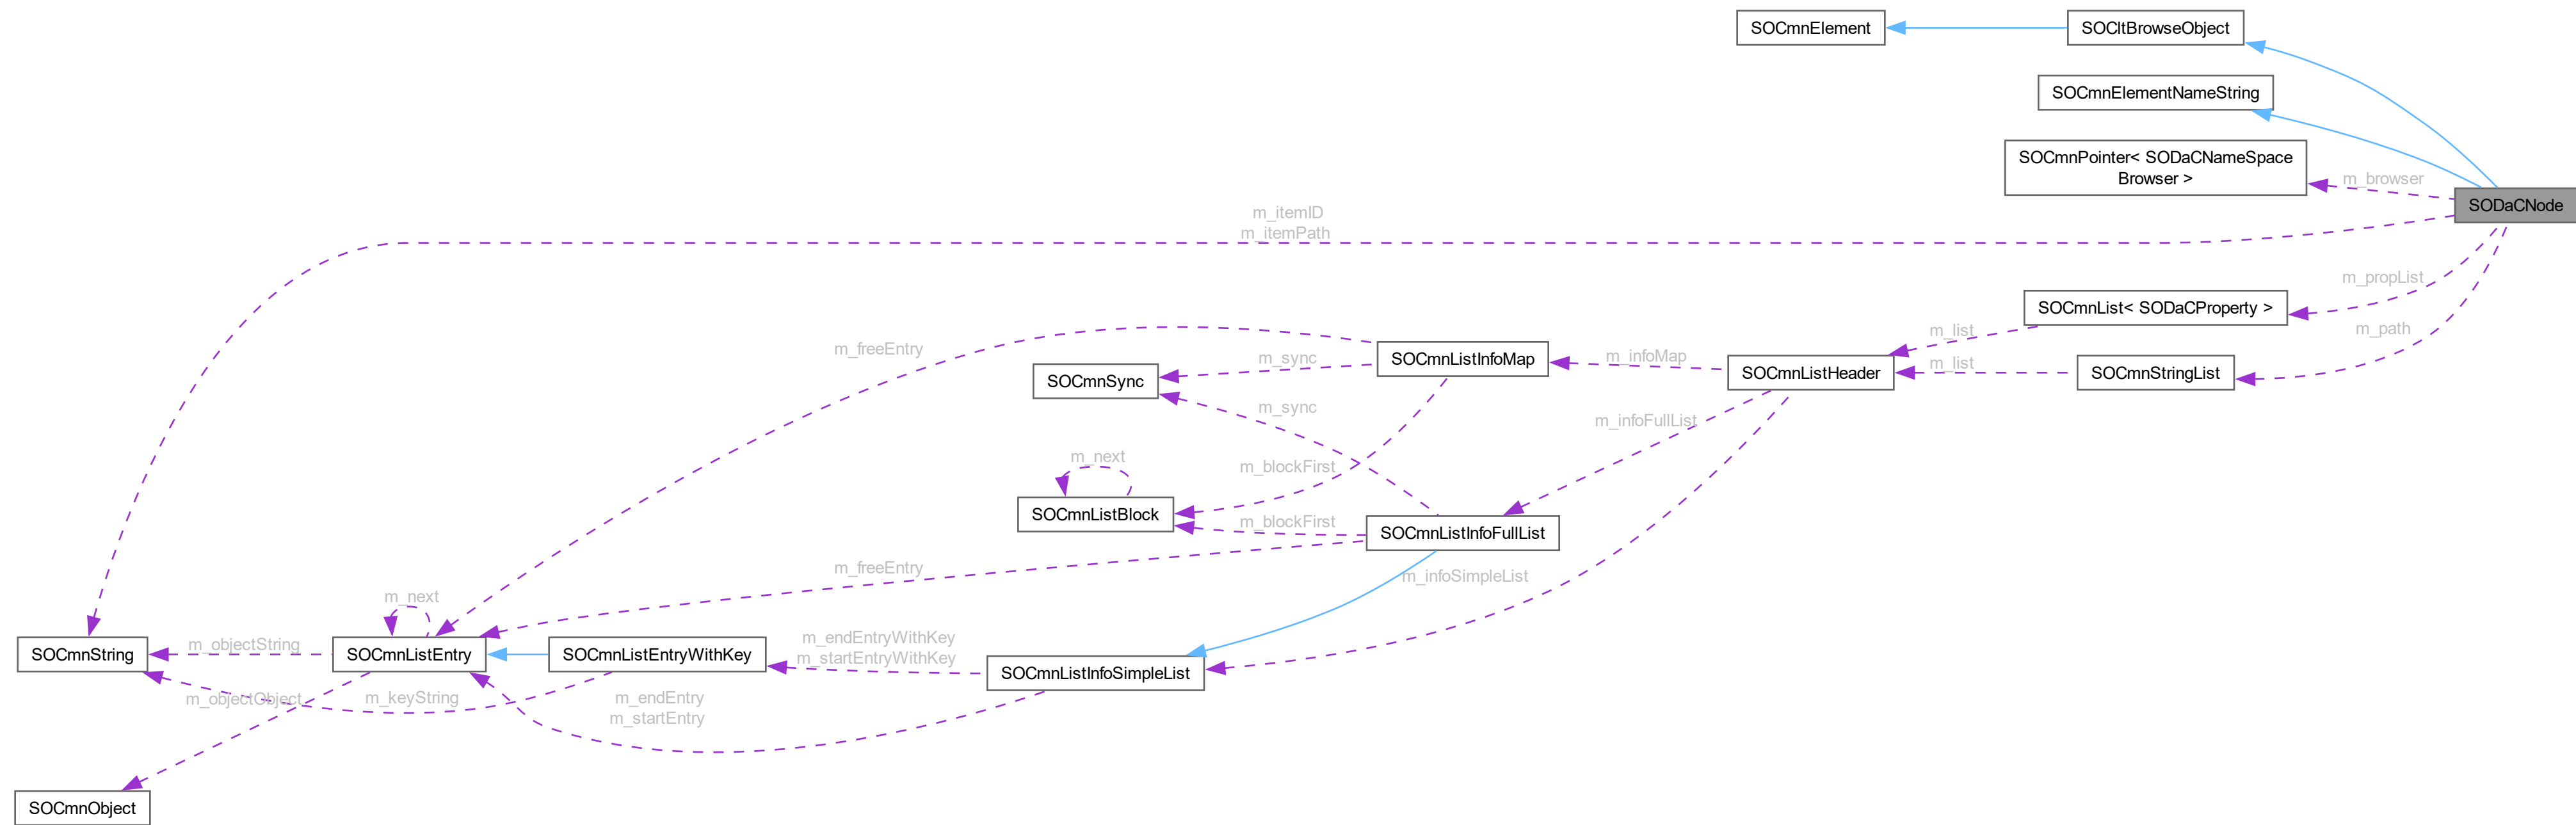 SOCmnElement
SOCltBrowseObject
SOCmnElementNameString
SOCmnPointer< SODaCNameSpace
Browser >
m_browser
SODaCNode
m_itemID
m_itemPath
m_propList
SOCmnList< SODaCProperty >
m_path
m_list
m_freeEntry
m_sync
SOCmnListInfoMap
m_infoMap
SOCmnListHeader
m_list
SOCmnStringList
SOCmnSync
m_sync
m_infoFullList
m_next
m_blockFirst
SOCmnListBlock
m_blockFirst
SOCmnListInfoFullList
m_freeEntry
m_infoSimpleList
m_next
SOCmnString
m_objectString
SOCmnListEntry
SOCmnListEntryWithKey
m_endEntryWithKey
m_startEntryWithKey
SOCmnListInfoSimpleList
m_objectObject
m_keyString
m_endEntry
m_startEntry
SOCmnObject